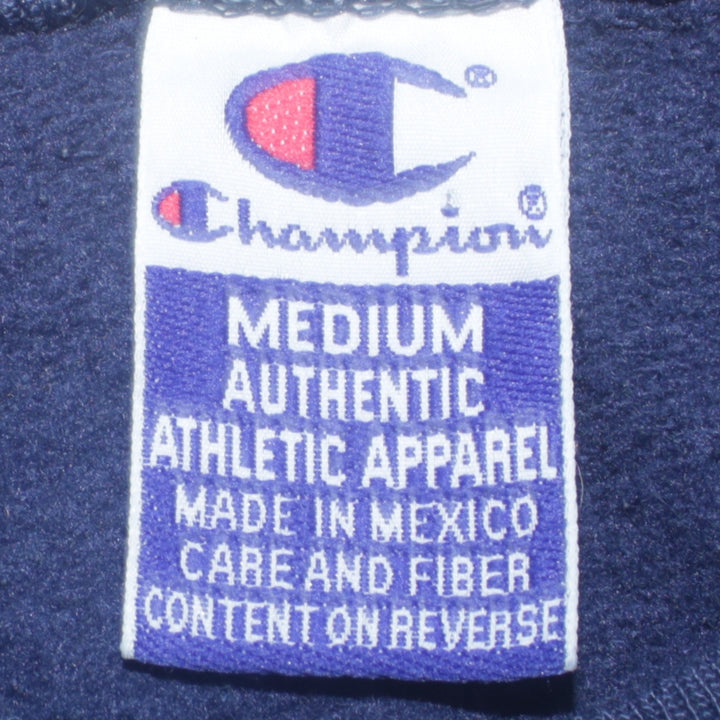 ®
Champion®
MEDIUM
AUTHENTIC
ATHLETIC APPAREL
MADE IN MEXICO
CARE AND FIBER
CONTENT ON REVERSE